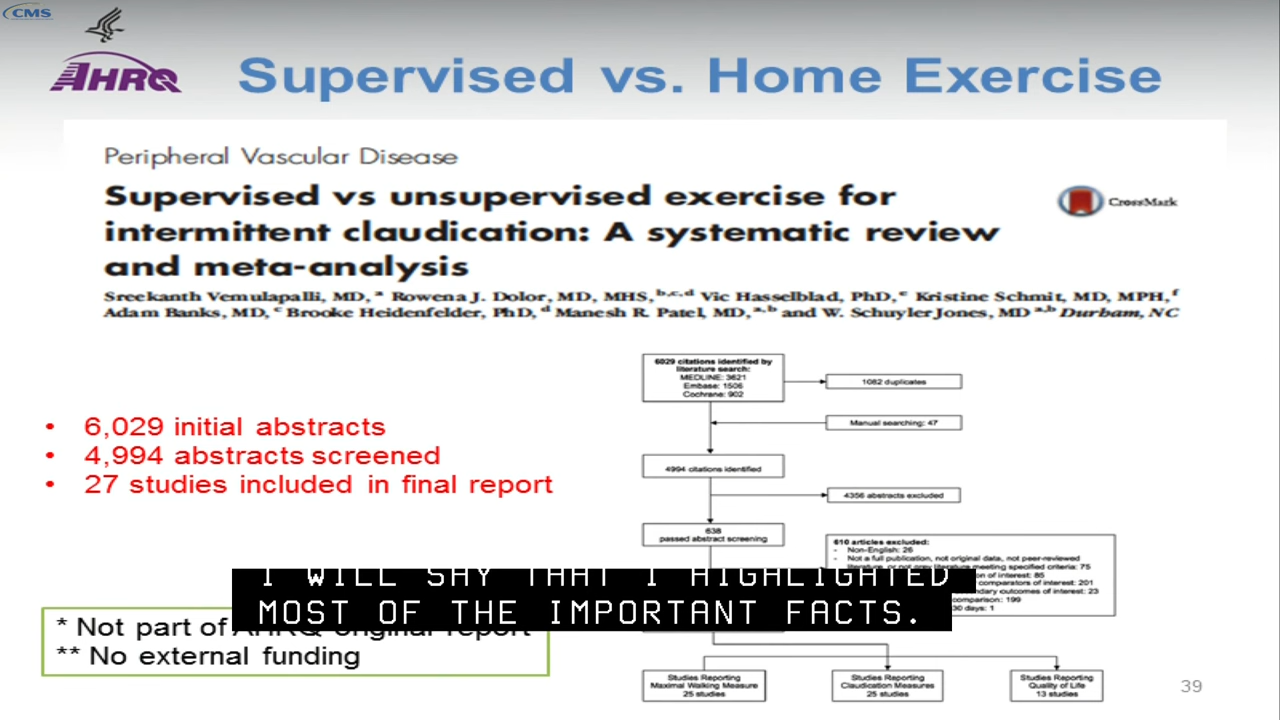 CMS
AHRQ
Supervised vs. Home Exercise
Peripheral Vascular Disease
Supervised vs unsupervised exercise for
intermittent claudication: A systematic review
and meta-analysis
CrossMark
Sreekanth Vemulapalli, MD,ᵃ Rowena J. Dolor, MD, MHS,ᵇ,ᶜ,ᵈ Vic Hasselblad, PhD,ᵉ Kristine Schmit, MD, MPH,ᶠ
Adam Banks, MD,ᶜ Brooke Heidenfelder, PhD,ᵈ Manesh R. Patel, MD,ᵃ,ᵇ and W. Schuyler Jones, MD ᵃ,ᵇ Durham, NC
• 6,029 initial abstracts
• 4,994 abstracts screened
• 27 studies included in final report
6029 citations identified by
literature search:
MEDLINE: 3621
Embase: 1506
Cochrane: 902
1082 duplicates
Manual searching: 47
4994 citations identified
4356 abstracts excluded
638
passed abstract screening
610 articles excluded:
- Non-English: 26
- Not a full publication, not original data, not peer-reviewed
literature, or not grey literature meeting specified criteria: 75
on of interest: 85
comparators of interest: 201
ndary outcomes of interest: 23
comparison: 199
30 days: 1
I WILL SAY THAT I HIGHLIGHTED
MOST OF THE IMPORTANT FACTS.
* Not part of AHRQ original report
** No external funding
Studies Reporting
Maximal Walking Measure
25 studies
Studies Reporting
Claudication Measures
25 studies
Studies Reporting
Quality of Life
13 studies
39